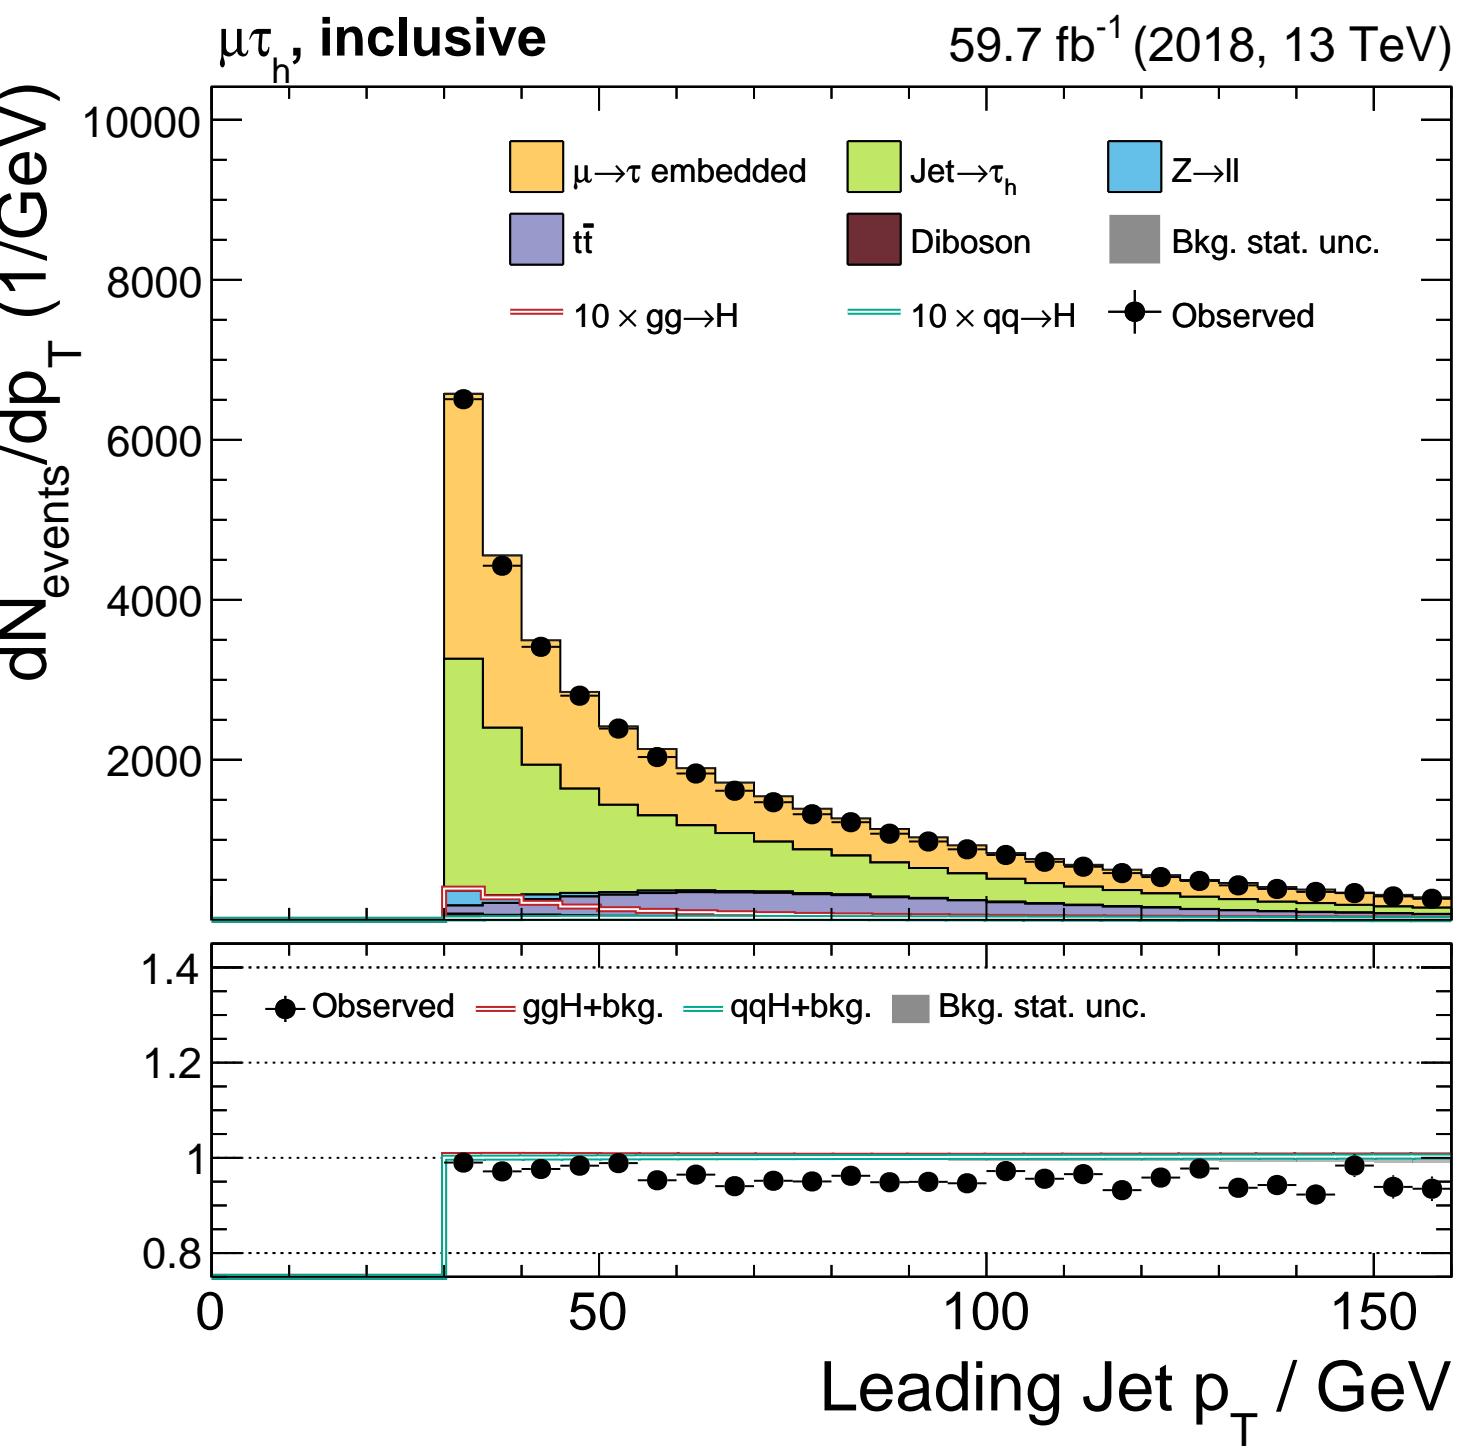 μτh, inclusive
59.7 fb-1 (2018, 13 TeV)
dNevents/dpT (1/GeV)
10000
8000
6000
4000
2000
μ→τ embedded
Jet→τh
Z→ll
tt̄
Diboson
Bkg. stat. unc.
10 × gg→H
10 × qq→H
Observed
1.4
1.2
1
0.8
Observed
ggH+bkg.
qqH+bkg.
Bkg. stat. unc.
0
50
100
150
Leading Jet pT / GeV